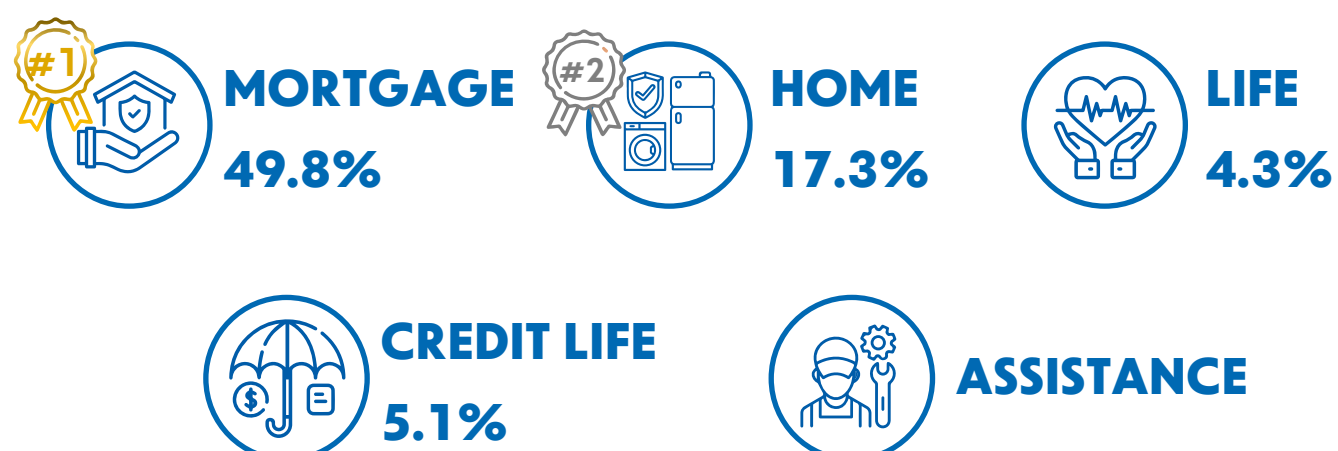 #1
MORTGAGE
49.8%
#2
HOME
17.3%
LIFE
4.3%
CREDIT LIFE
5.1%
$
ASSISTANCE